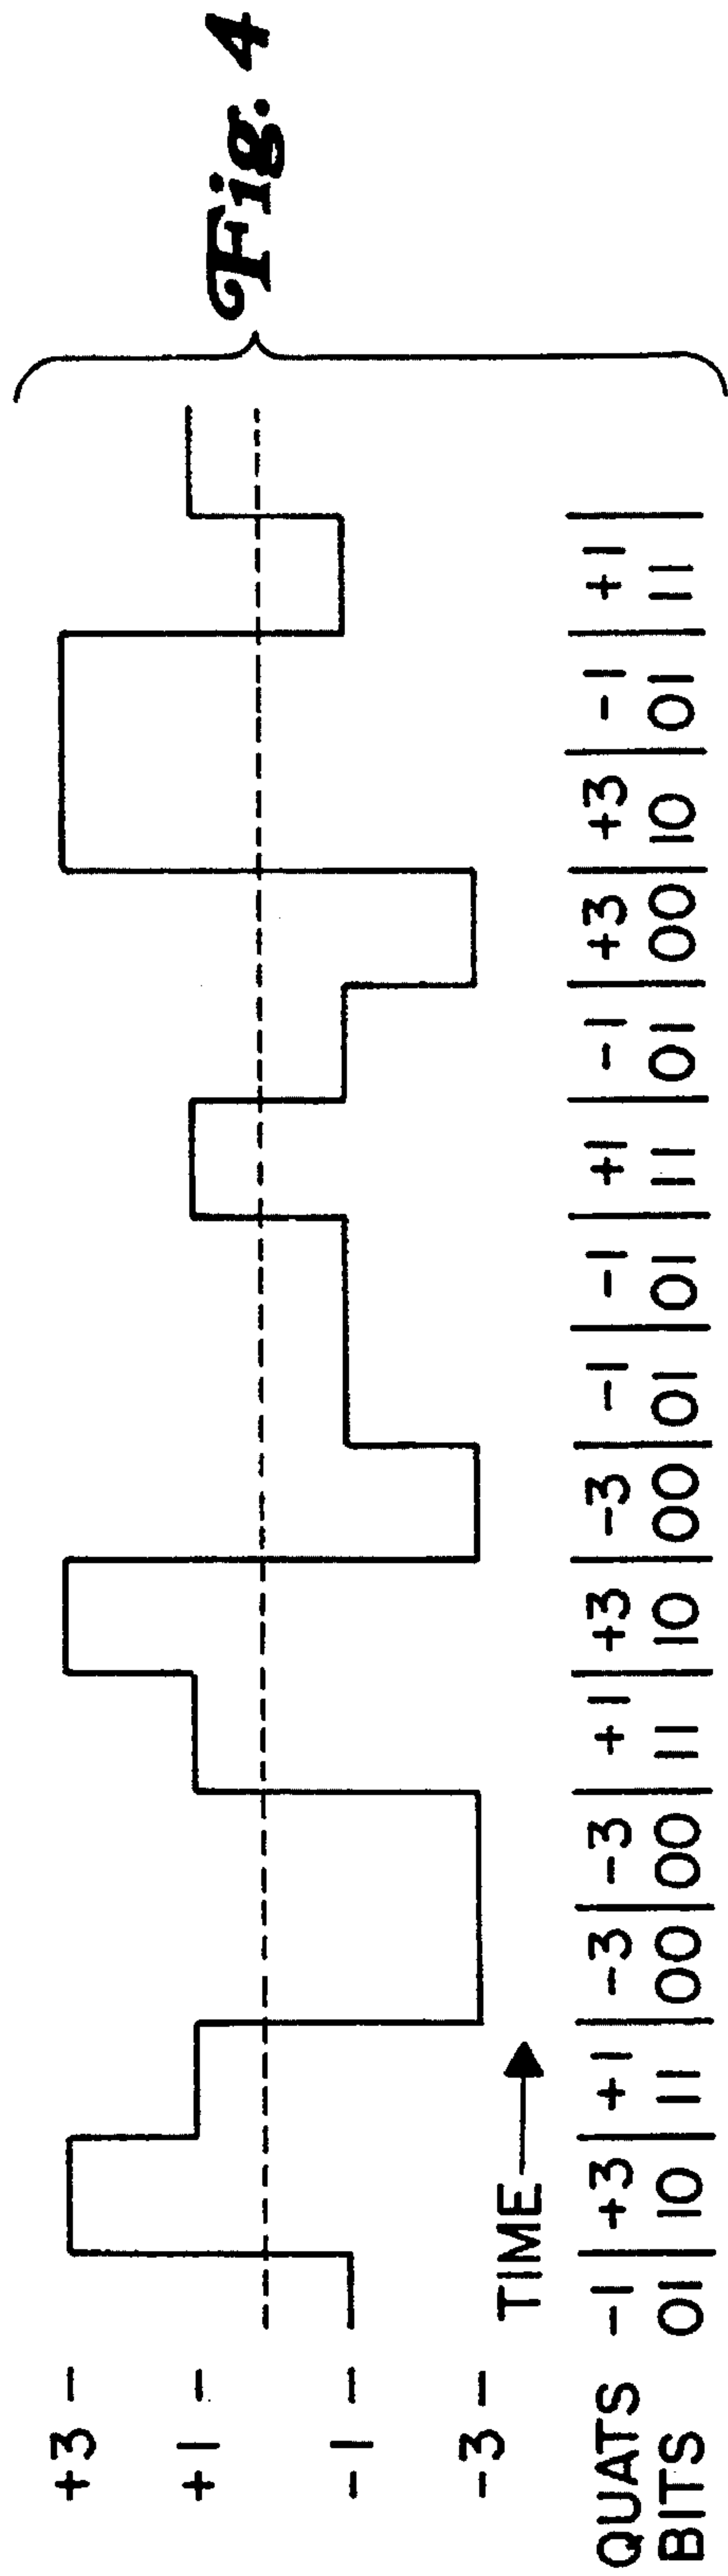 Fig. 4
+3
+1
-1
-3
TIME
QUATS -1 | +3 | +1 | -3 | -3 | +1 | +3 | -3 | -1 | -1 | +1 | -1 | +3 | +3 | -1 | +1 |
BITS 01 | 10 | 11 | 00 | 00 | 11 | 10 | 00 | 01 | 01 | 11 | 01 | 00 | 10 | 01 | 11 |